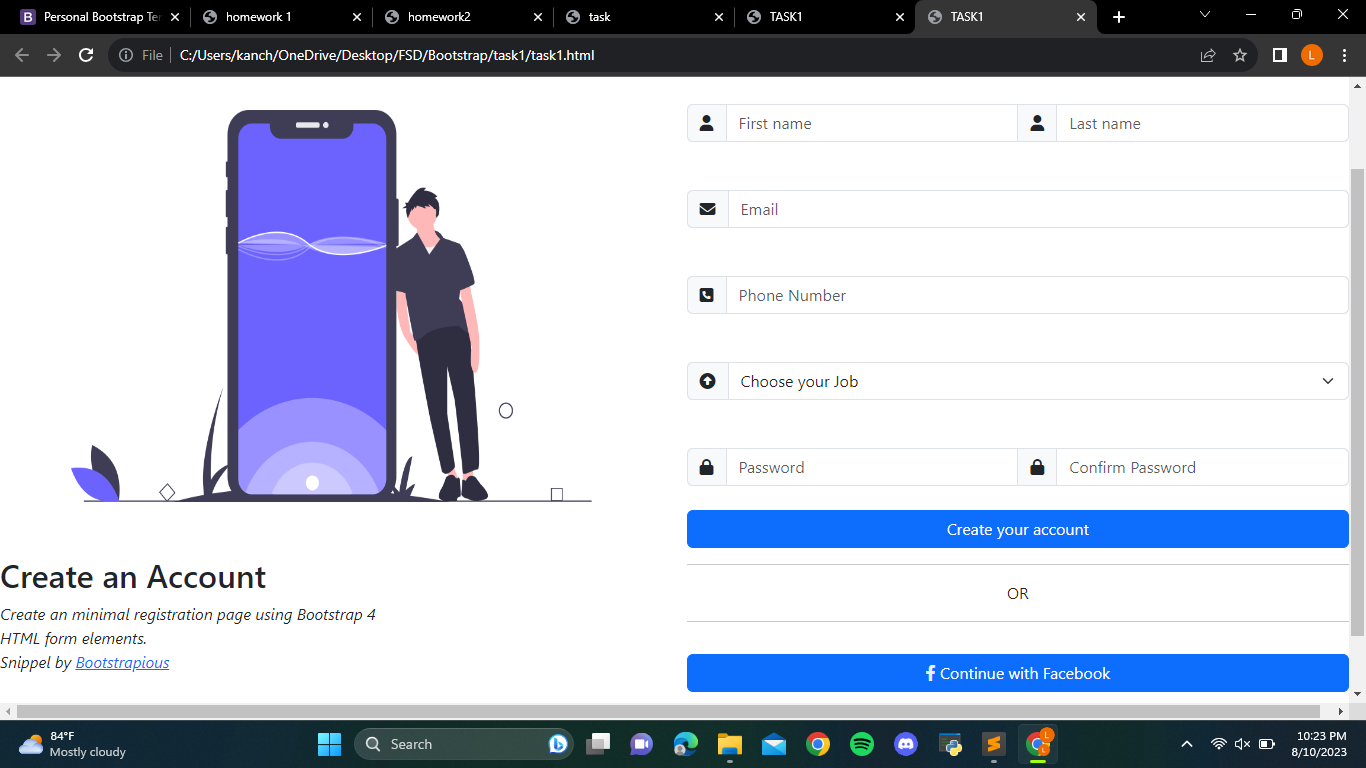 Personal Bootstrap Ter
homework 1
homework2
task
TASK1
TASK1
File
C:/Users/kanch/OneDrive/Desktop/FSD/Bootstrap/task1/task1.html
L
First name
Last name
Email
Phone Number
Choose your Job
Password
Confirm Password
Create your account
OR
Continue with Facebook
Create an Account
Create an minimal registration page using Bootstrap 4
HTML form elements.
Snippel by Bootstrapious
84°F
Mostly cloudy
Search
10:23 PM
8/10/2023